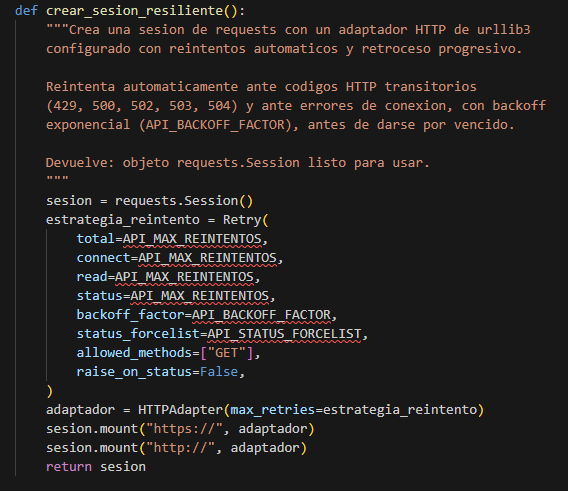 def crear_sesion_resiliente():
    """Crea una sesion de requests con un adaptador HTTP de urllib3
    configurado con reintentos automaticos y retroceso progresivo.

    Reintenta automaticamente ante codigos HTTP transitorios
    (429, 500, 502, 503, 504) y ante errores de conexion, con backoff
    exponencial (API_BACKOFF_FACTOR), antes de darse por vencido.

    Devuelve: objeto requests.Session listo para usar.
    """
    sesion = requests.Session()
    estrategia_reintento = Retry(
        total=API_MAX_REINTENTOS,
        connect=API_MAX_REINTENTOS,
        read=API_MAX_REINTENTOS,
        status=API_MAX_REINTENTOS,
        backoff_factor=API_BACKOFF_FACTOR,
        status_forcelist=API_STATUS_FORCELIST,
        allowed_methods=["GET"],
        raise_on_status=False,
    )
    adaptador = HTTPAdapter(max_retries=estrategia_reintento)
    sesion.mount("https://", adaptador)
    sesion.mount("http://", adaptador)
    return sesion